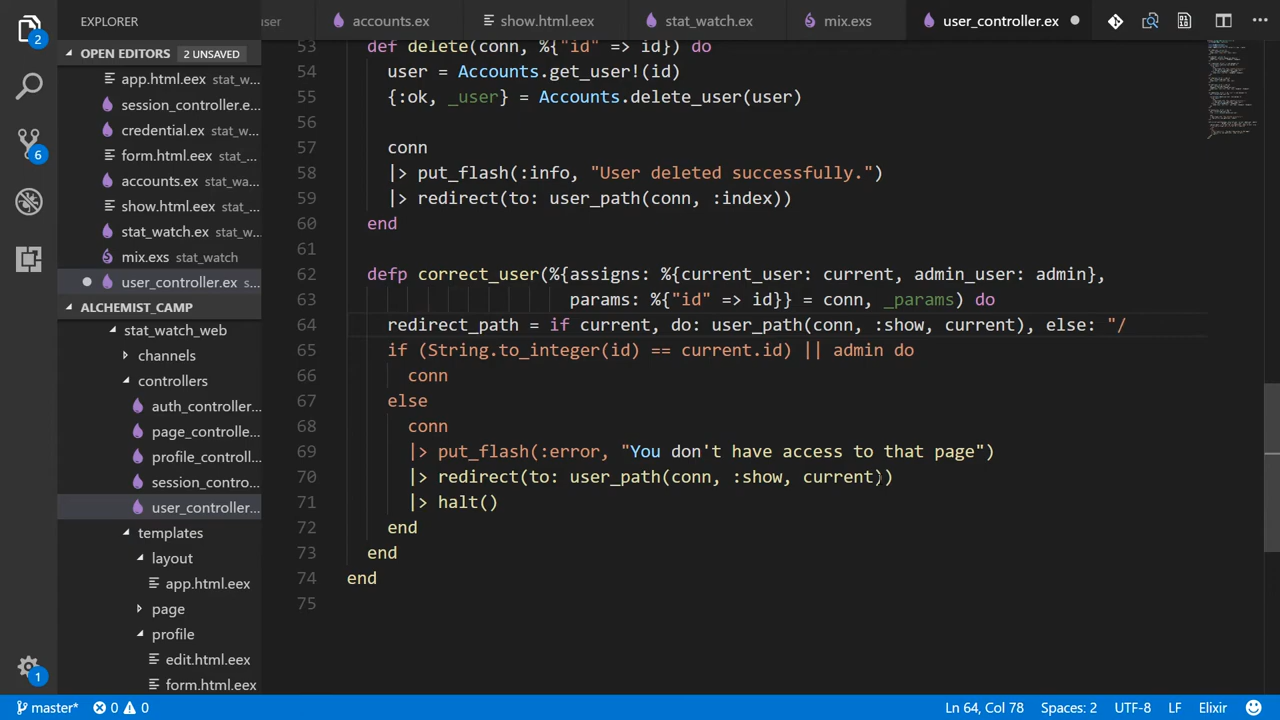 EXPLORER
user
accounts.ex
show.html.eex
stat_watch.ex
mix.exs
user_controller.ex
OPEN EDITORS 2 UNSAVED
app.html.eex stat_w...
session_controller.e...
credential.ex stat_...
form.html.eex stat_...
accounts.ex stat_wa...
show.html.eex stat_...
stat_watch.ex stat_...
mix.exs stat_watch
user_controller.ex s...
ALCHEMIST_CAMP
stat_watch_web
channels
controllers
auth_controller...
page_controlle...
profile_controll...
session_contro...
user_controller...
templates
layout
app.html.eex
page
profile
edit.html.eex
form.html.eex
53 def delete(conn, %{"id" => id}) do
54 user = Accounts.get_user!(id)
55 {:ok, _user} = Accounts.delete_user(user)
56
57 conn
58 |> put_flash(:info, "User deleted successfully.")
59 |> redirect(to: user_path(conn, :index))
60 end
61
62 defp correct_user(%{assigns: %{current_user: current, admin_user: admin},
63 params: %{"id" => id}} = conn, _params) do
64 redirect_path = if current, do: user_path(conn, :show, current), else: "/
65 if (String.to_integer(id) == current.id) || admin do
66 conn
67 else
68 conn
69 |> put_flash(:error, "You don't have access to that page")
70 |> redirect(to: user_path(conn, :show, current))
71 |> halt()
72 end
73 end
74 end
75
2
6
1
master* 0 0
Ln 64, Col 78 Spaces: 2 UTF-8 LF Elixir